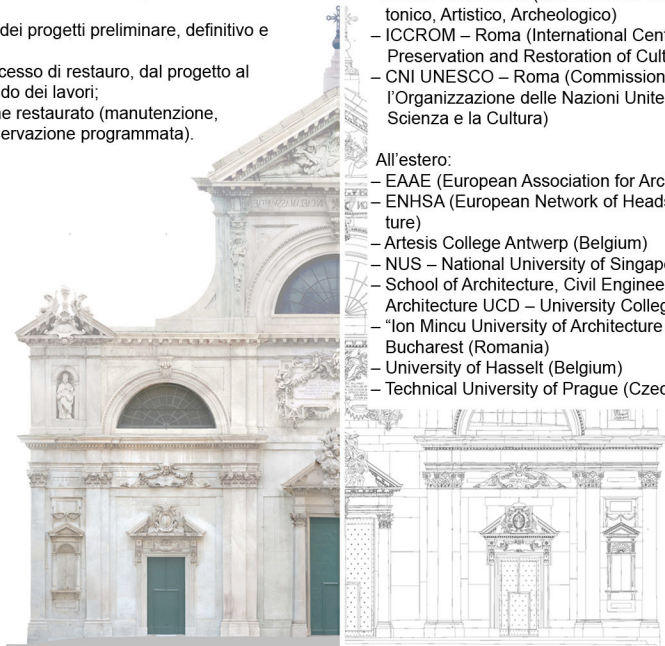 dei progetti preliminare, definitivo e
cesso di restauro, dal progetto al
do dei lavori;
e restaurato (manutenzione,
servazione programmata).
tonico, Artistico, Archeologico)
– ICCROM – Roma (International Cent
Preservation and Restoration of Cult
– CNI UNESCO – Roma (Commission
l’Organizzazione delle Nazioni Unite
Scienza e la Cultura)
All’estero:
– EAAE (European Association for Arc
– ENHSA (European Network of Heads
ture)
– Artesis College Antwerp (Belgium)
– NUS – National University of Singapo
– School of Architecture, Civil Enginee
Architecture UCD – University Colleg
– “Ion Mincu University of Architecture
Bucharest (Romania)
– University of Hasselt (Belgium)
– Technical University of Prague (Czec